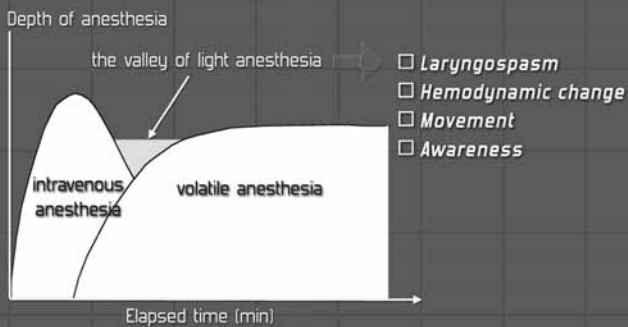 Depth of anesthesia
the valley of light anesthesia
Laryngospasm
Hemodynamic change
Movement
Awareness
intravenous
anesthesia
volatile anesthesia
Elapsed time (min)